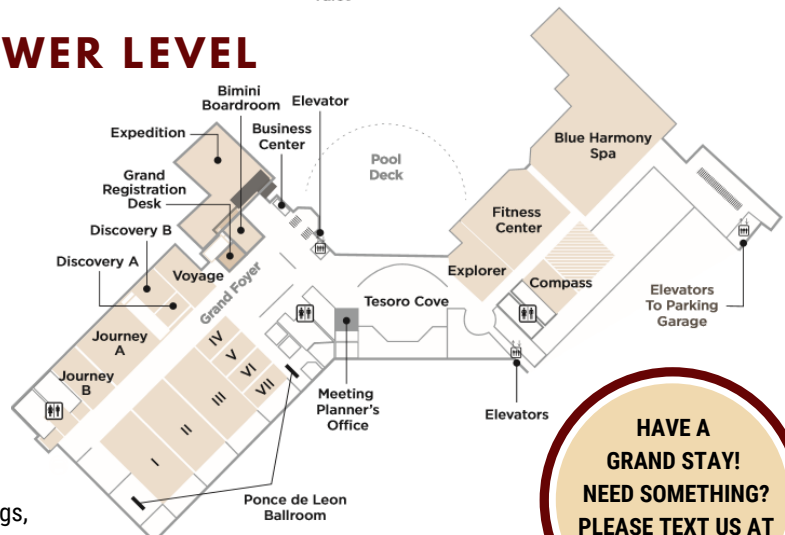 WER LEVEL
Bimini
Boardroom
Elevator
Expedition
Business
Center
Pool
Deck
Blue Harmony
Spa
Grand
Registration
Desk
Discovery B
Discovery A
Voyage
Grand Foyer
Fitness
Center
Explorer
Compass
Tesoro Cove
Elevators
To Parking
Garage
Journey
A
Journey
B
IV
V
VI
VII
III
II
I
Meeting
Planner's
Office
Elevators
Ponce de Leon
Ballroom
gs,
HAVE A
GRAND STAY!
NEED SOMETHING?
PLEASE TEXT US AT